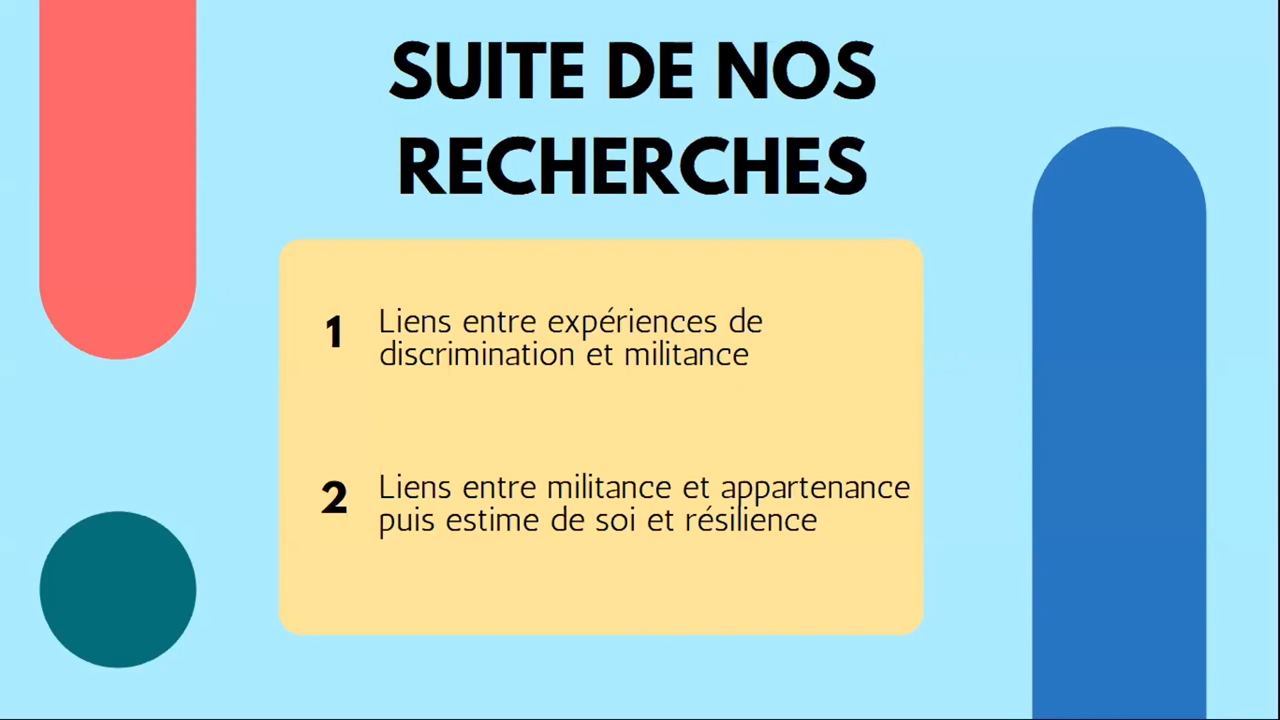 SUITE DE NOS
RECHERCHES
1 Liens entre expériences de
discrimination et militance
2 Liens entre militance et appartenance
puis estime de soi et résilience